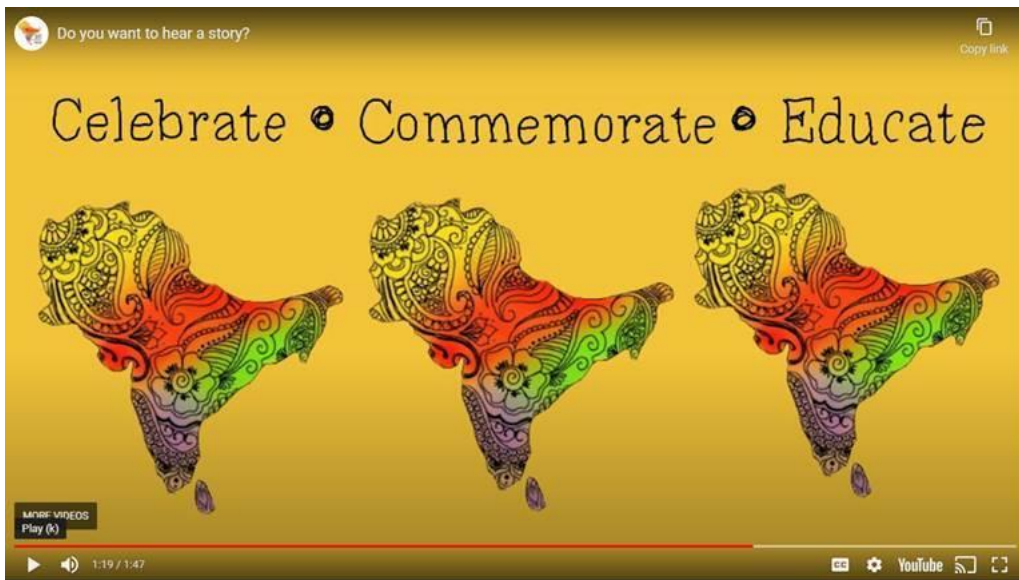 Do you want to hear a story?
Copy link
Celebrate • Commemorate • Educate
MORE VIDEOS
Play (k)
1:19 / 1:47
CC
YouTube